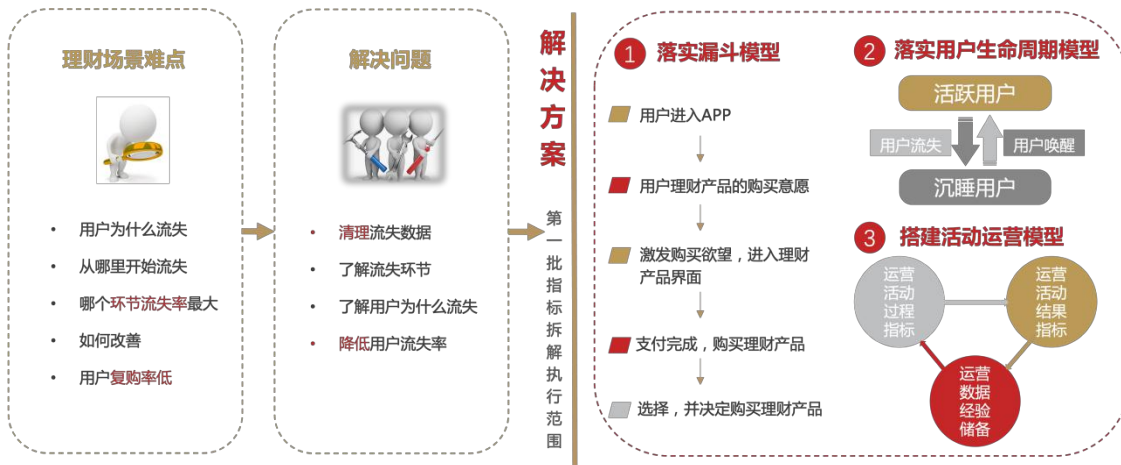 理财场景难点
• 用户为什么流失
• 从哪里开始流失
• 哪个环节流失率最大
• 如何改善
• 用户复购率低
解决问题
• 清理流失数据
• 了解流失环节
• 了解用户为什么流失
• 降低用户流失率
解决方案
第一批指标拆解执行范围
1 落实漏斗模型
用户进入APP
用户理财产品的购买意愿
激发购买欲望，进入理财
产品界面
支付完成，购买理财产品
选择，并决定购买理财产品
2 落实用户生命周期模型
活跃用户
用户流失
用户唤醒
沉睡用户
3 搭建活动运营模型
运营
活动
过程
指标
运营
活动
结果
指标
运营
数据
经验
储备